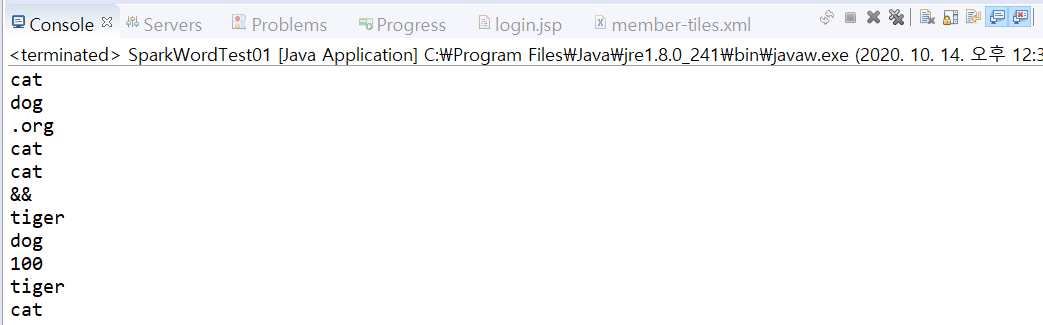 Console Servers Problems Progress login.jsp member-tiles.xml
<terminated> SparkWordTest01 [Java Application] C:₩Program Files₩Java₩jre1.8.0_241₩bin₩javaw.exe (2020. 10. 14. 오후 12:3
cat
dog
.org
cat
cat
&&
tiger
dog
100
tiger
cat